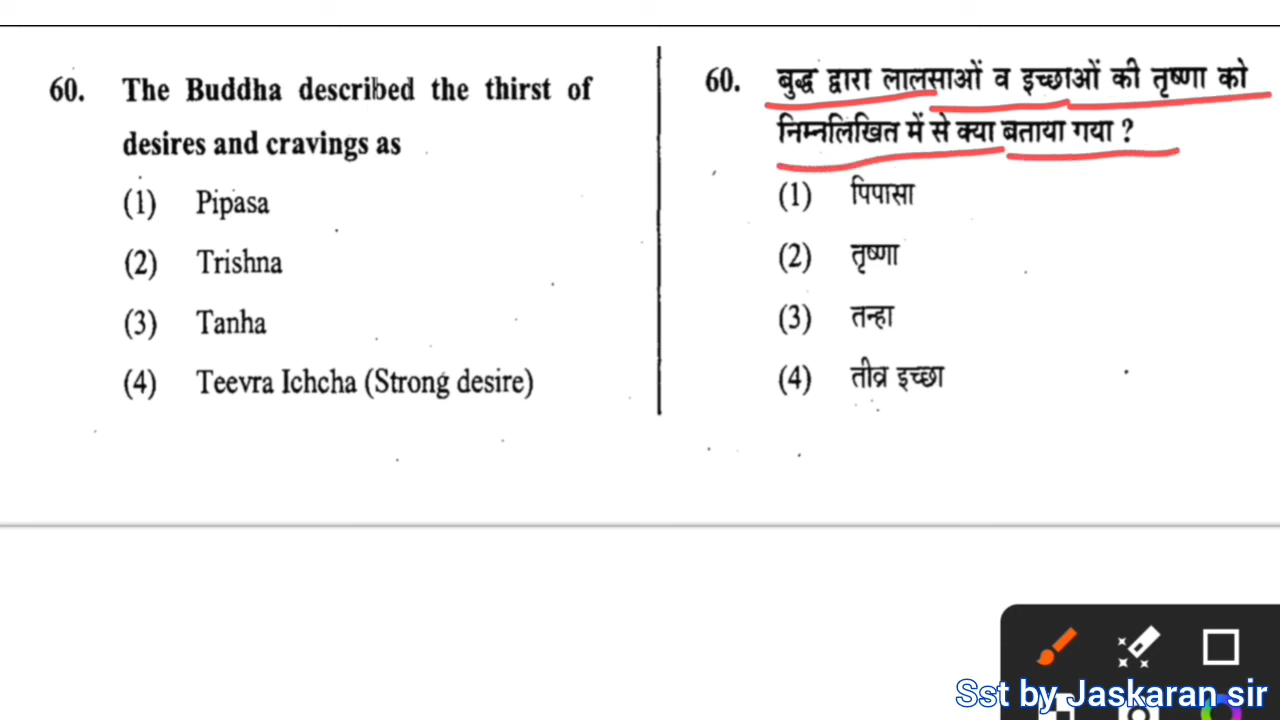 60. The Buddha described the thirst of
desires and cravings as
(1) Pipasa
(2) Trishna
(3) Tanha
(4) Teevra Ichcha (Strong desire)
60. बुद्ध द्वारा लालसाओं व इच्छाओं की तृष्णा को
निम्नलिखित में से क्या बताया गया ?
(1) पिपासा
(2) तृष्णा
(3) तन्हा
(4) तीव्र इच्छा
Sst by Jaskaran sir